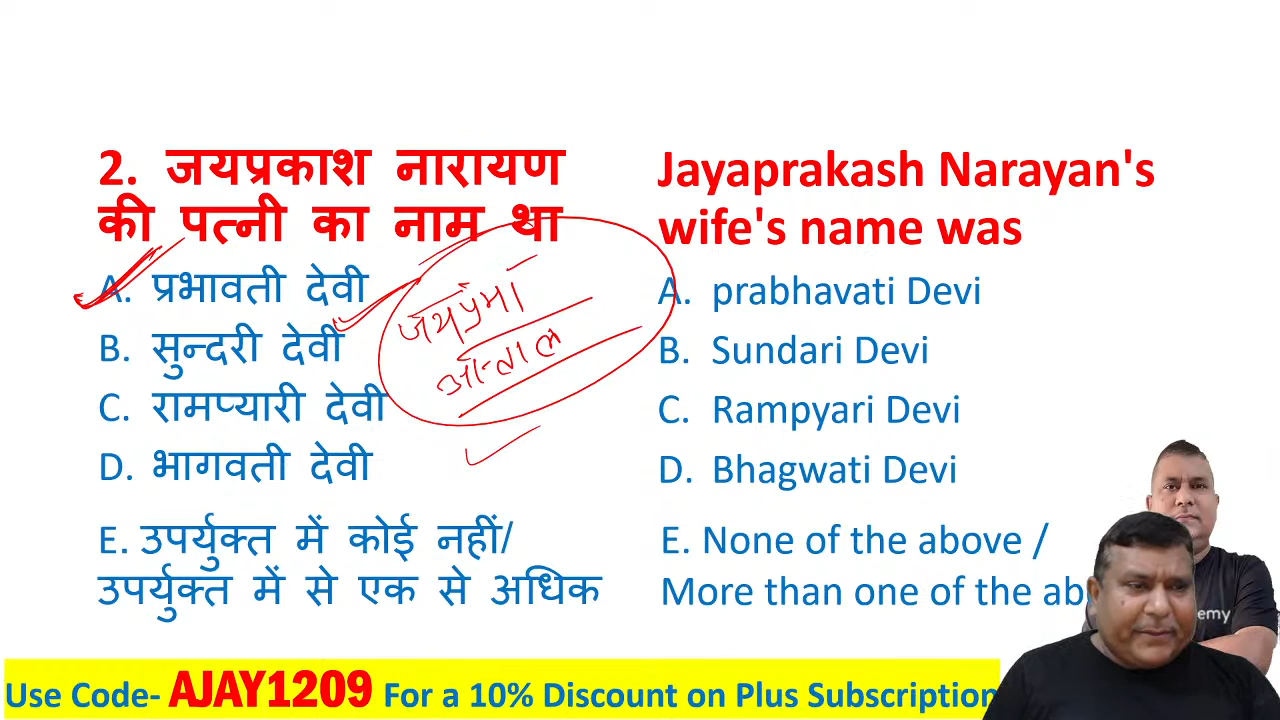 2. जयप्रकाश नारायण
की पत्नी का नाम था
A. प्रभावती देवी
B. सुन्दरी देवी
C. रामप्यारी देवी
D. भागवती देवी
E. उपर्युक्त में कोई नहीं/
उपर्युक्त में से एक से अधिक
Jayaprakash Narayan's
wife's name was
A. prabhavati Devi
B. Sundari Devi
C. Rampyari Devi
D. Bhagwati Devi
E. None of the above /
More than one of the ab
emy
Use Code- AJAY1209 For a 10% Discount on Plus Subscription